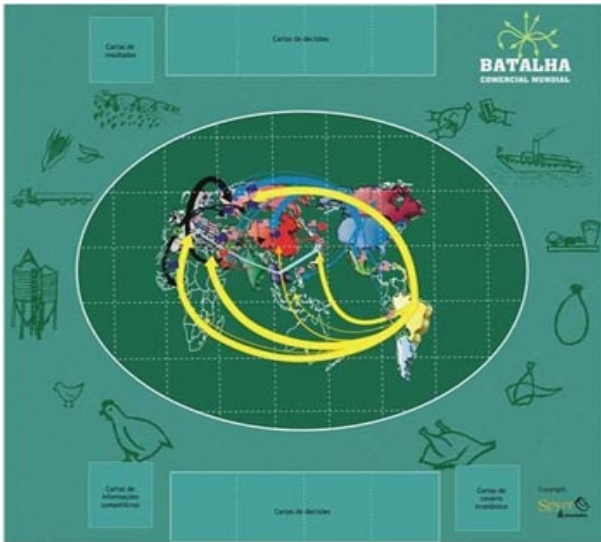 Cartas de
resultados
Cartas de decisões
BATALHA
COMERCIAL MUNDIAL
Cartas de
informações
competitivas
Cartas de decisões
Cartas de
cenário
econômico
Copyright
Spyer